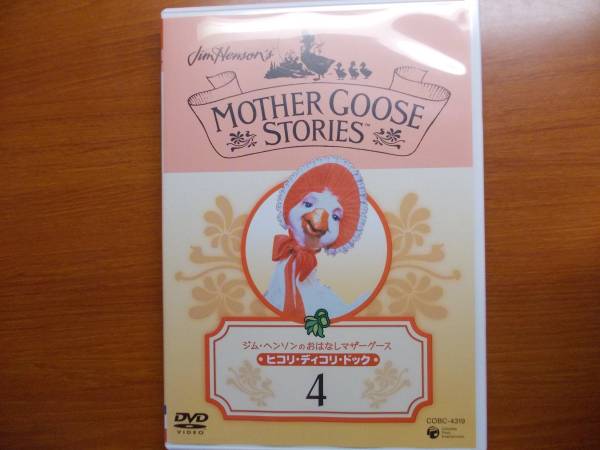 Jim Henson's
MOTHER GOOSE
STORIES™
ジム・ヘンソンのおはなしマザーグース
・ヒコリ・ディコリ・ドック・
4
DVD
VIDEO
COBC-4319